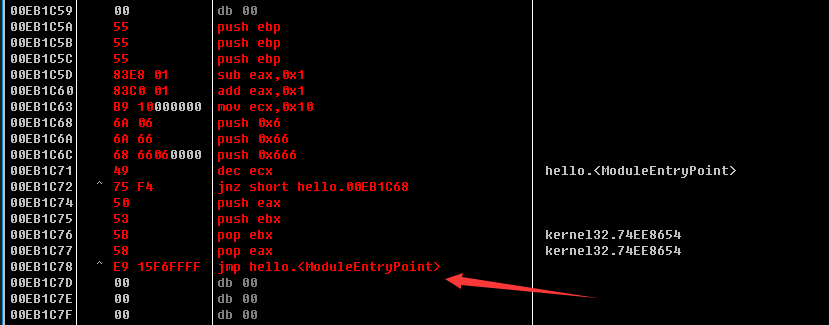 00EB1C59 00 db 00
00EB1C5A 55 push ebp
00EB1C5B 55 push ebp
00EB1C5C 55 push ebp
00EB1C5D 83E8 01 sub eax,0x1
00EB1C60 83C0 01 add eax,0x1
00EB1C63 B9 10000000 mov ecx,0x10
00EB1C68 6A 06 push 0x6
00EB1C6A 6A 66 push 0x66
00EB1C6C 68 66060000 push 0x666
00EB1C71 49 dec ecx hello.<ModuleEntryPoint>
00EB1C72 ^ 75 F4 jnz short hello.00EB1C68
00EB1C74 50 push eax
00EB1C75 53 push ebx
00EB1C76 5B pop ebx kernel32.74EE8654
00EB1C77 58 pop eax kernel32.74EE8654
00EB1C78 ^ E9 15F6FFFF jmp hello.<ModuleEntryPoint>
00EB1C7D 00 db 00
00EB1C7E 00 db 00
00EB1C7F 00 db 00